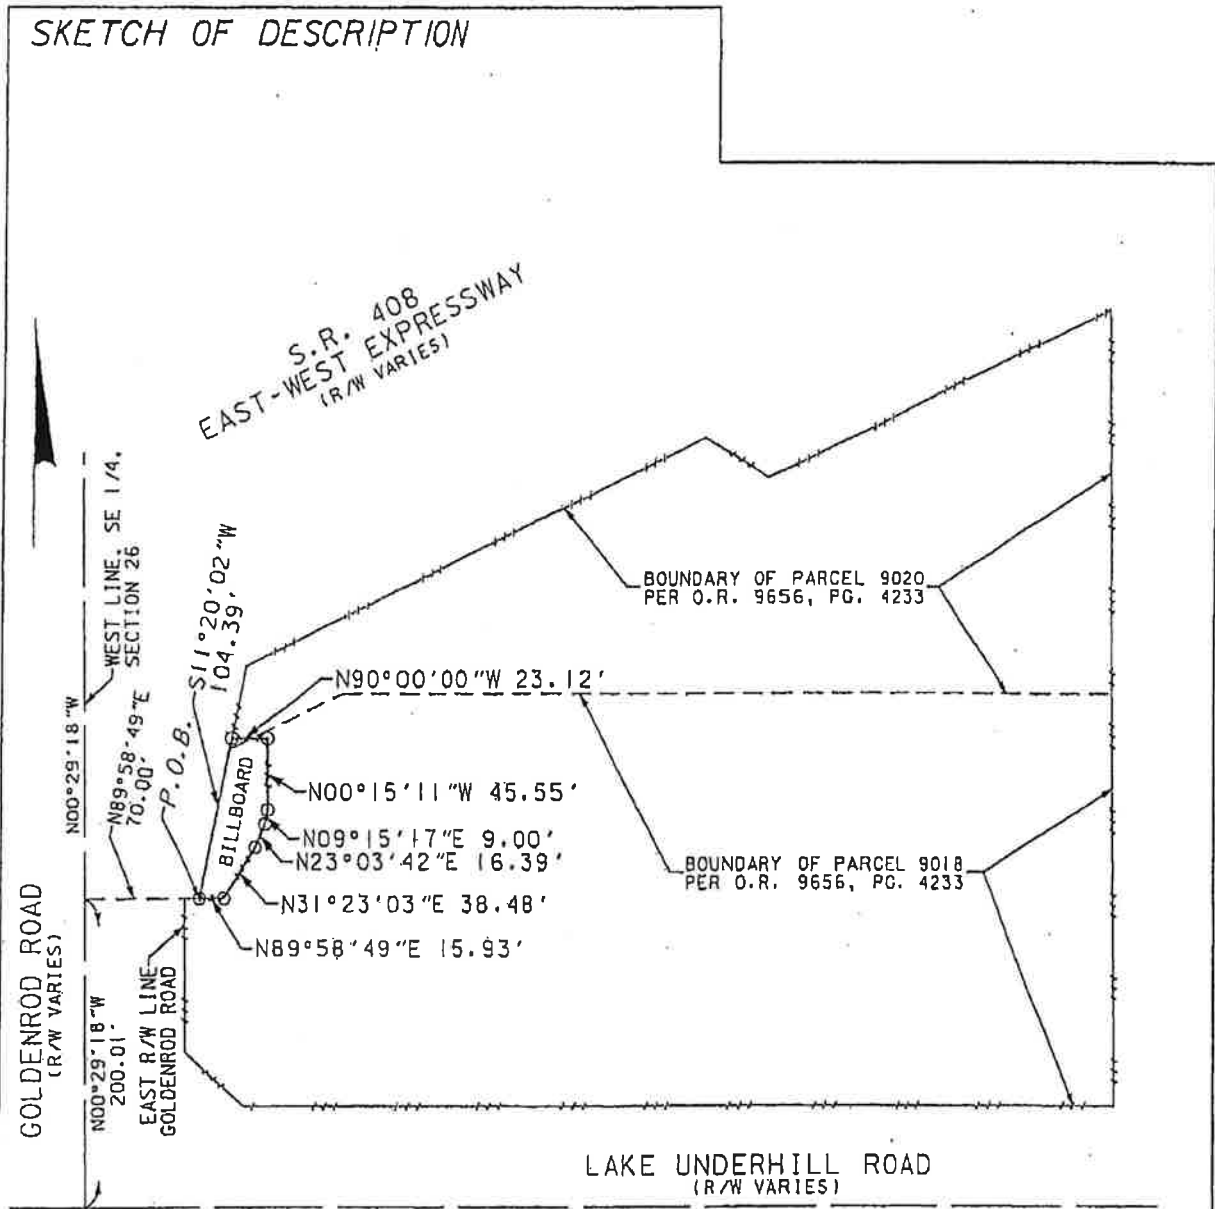 SKETCH OF DESCRIPTION
S.R. 408
EAST-WEST EXPRESSWAY
(R/W VARIES)
WEST LINE, SE 1/4,
SECTION 26
S11°20'02"W
104.39'
N00°29'18"W
N89°58'49"E
70.00'
P.O.B.
BOUNDARY OF PARCEL 9020
PER O.R. 9656, PG. 4233
N90°00'00"W 23.12'
BILLBOARD
N00°15'11"W 45.55'
N09°15'17"E 9.00'
N23°03'42"E 16.39'
N31°23'03"E 38.48'
N89°58'49"E 15.93'
BOUNDARY OF PARCEL 9018
PER O.R. 9656, PG. 4233
GOLDENROD ROAD
(R/W VARIES)
N00°29'18"W
200.01'
EAST R/W LINE
GOLDENROD ROAD
LAKE UNDERHILL ROAD
(R/W VARIES)